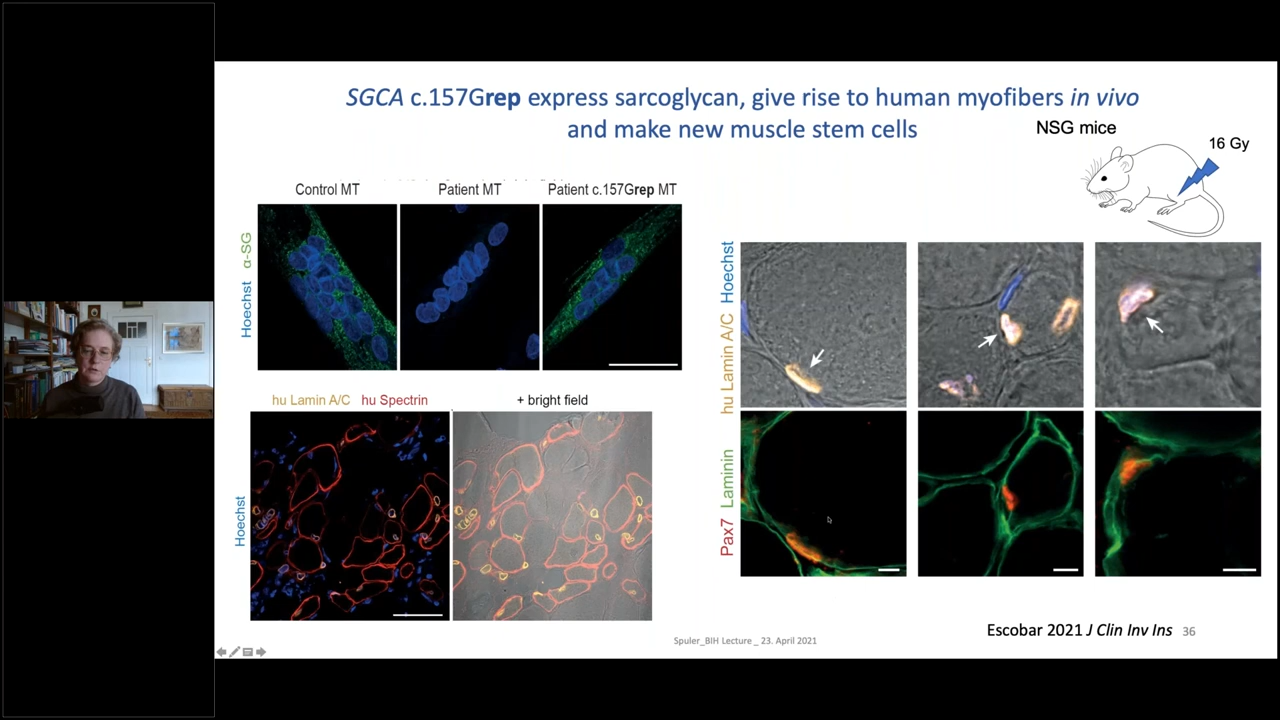 SGCA c.157Grep express sarcoglycan, give rise to human myofibers in vivo
and make new muscle stem cells
NSG mice
16 Gy
Control MT
Patient MT
Patient c.157Grep MT
Hoechst α-SG
hu Lamin A/C hu Spectrin
+ bright field
Hoechst
hu Lamin A/C Hoechst
Pax7 Laminin
Escobar 2021 J Clin Inv Ins
36
Spuler_BIH Lecture _ 23. April 2021